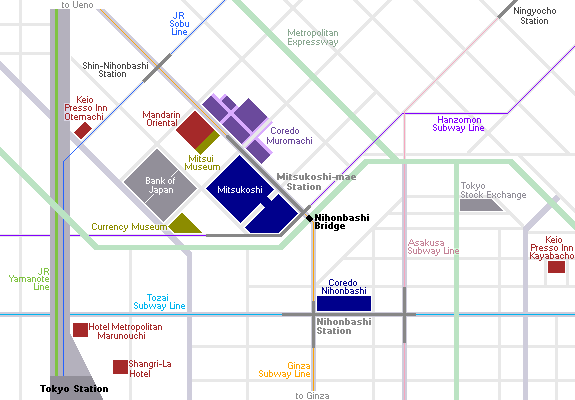 to Ueno
JR
Sobu
Line
Ningyocho
Station
Metropolitan
Expressway
Shin-Nihonbashi
Station
Keio
Presso Inn
Otemachi
Mandarin
Oriental
Hanzomon
Subway Line
Coredo
Muromachi
Mitsui
Museum
Mitsukoshi-mae
Station
Bank of
Japan
Mitsukoshi
Tokyo
Stock Exchange
Currency Museum
Nihonbashi
Bridge
Asakusa
Subway Line
Keio
Presso Inn
Kayabacho
JR
Yamanote
Line
Coredo
Nihonbashi
Tozai
Subway Line
Nihonbashi
Station
Hotel Metropolitan
Marunouchi
Shangri-La
Hotel
Ginza
Subway Line
Tokyo Station
to Ginza